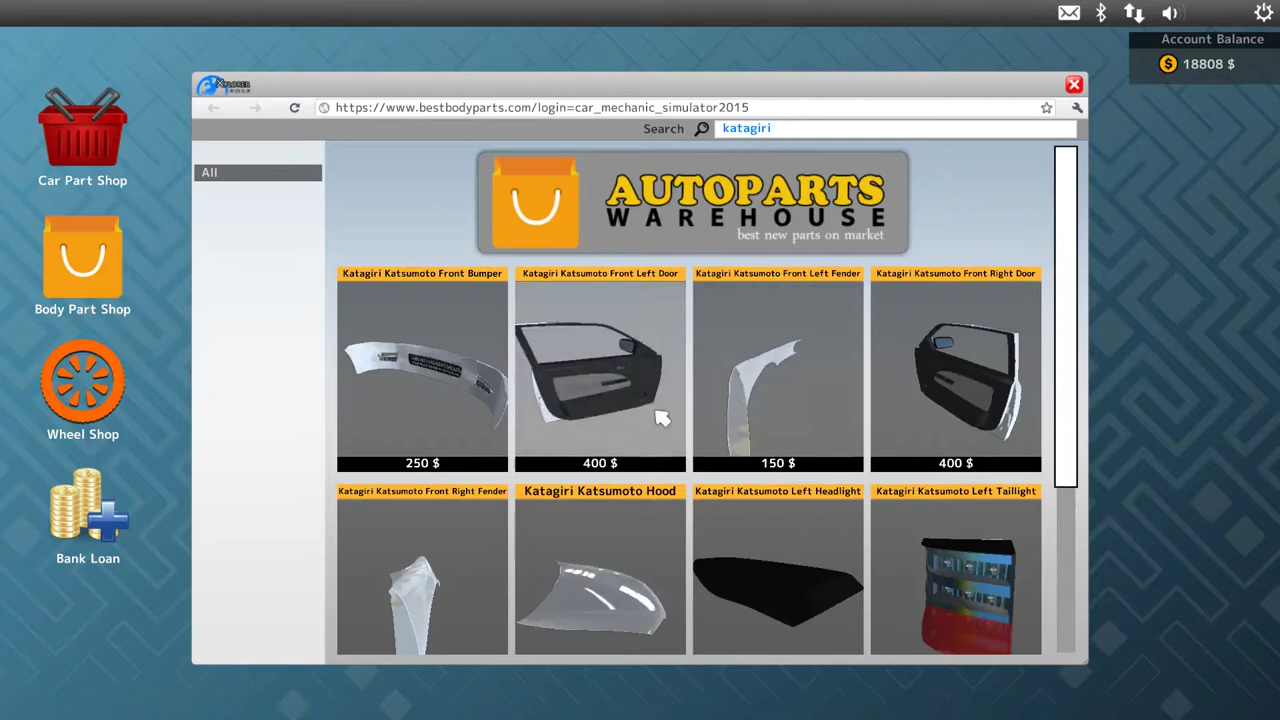 Account Balance
18808 $
XPLORER
https://www.bestbodyparts.com/login=car_mechanic_simulator2015
Search
katagiri
Car Part Shop
Body Part Shop
Wheel Shop
Bank Loan
All
AUTOPARTS
WAREHOUSE
best new parts on market
Katagiri Katsumoto Front Bumper
250 $
Katagiri Katsumoto Front Left Door
400 $
Katagiri Katsumoto Front Left Fender
150 $
Katagiri Katsumoto Front Right Door
400 $
Katagiri Katsumoto Front Right Fender
Katagiri Katsumoto Hood
Katagiri Katsumoto Left Headlight
Katagiri Katsumoto Left Taillight